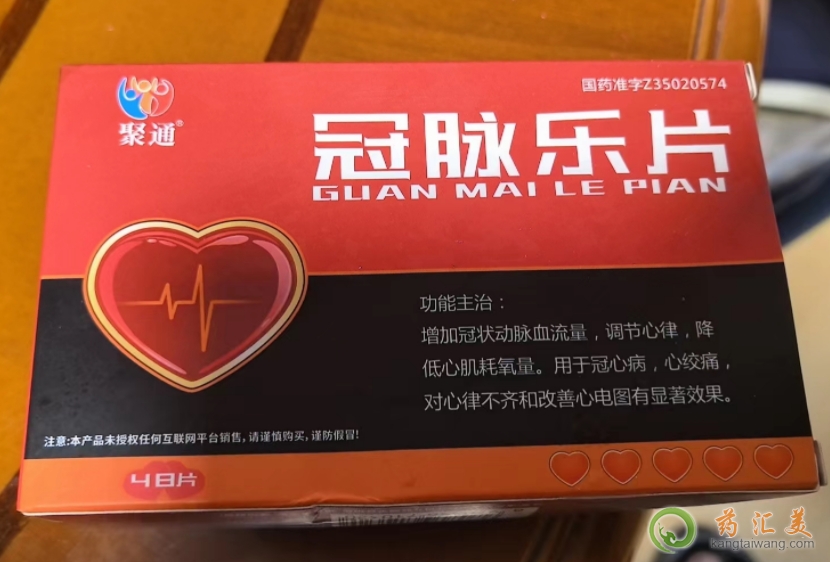 国药准字Z35020574
聚通®
冠脉乐片
GUAN MAI LE PIAN
功能主治：
增加冠状动脉血流量，调节心律，降
低心肌耗氧量。用于冠心病，心绞痛，
对心律不齐和改善心电图有显著效果。
注意:本产品未授权任何互联网平台销售,请谨慎购买,谨防假冒!
48片
药汇美
kangtaiwang.com